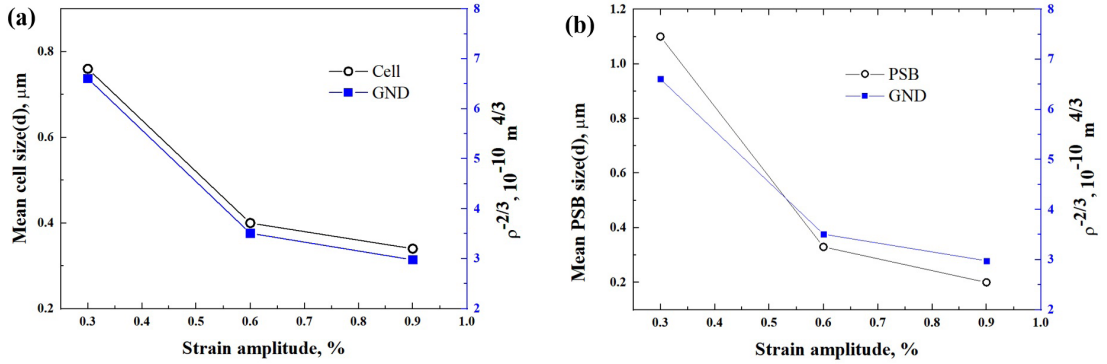 (a)
Mean cell size(d), μm
0.8
0.6
0.4
0.2
Cell
GND
8
7
6
5
4
3
2
ρ-2/3, 10-10 m4/3
0.3 0.4 0.5 0.6 0.7 0.8 0.9 1.0
Strain amplitude, %
(b)
Mean PSB size(d), μm
1.2
1.0
0.8
0.6
0.4
0.2
PSB
GND
8
7
6
5
4
3
2
ρ-2/3, 10-10 m4/3
0.3 0.4 0.5 0.6 0.7 0.8 0.9 1.0
Strain amplitude, %